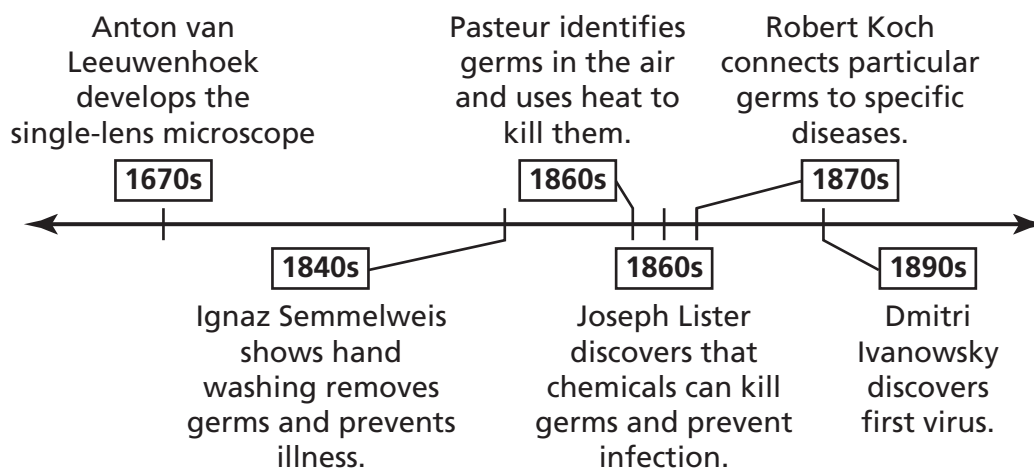 Anton van
Leeuwenhoek
develops the
single-lens microscope
1670s
Ignaz Semmelweis
shows hand
washing removes
germs and prevents
illness.
1840s
Pasteur identifies
germs in the air
and uses heat to
kill them.
1860s
1860s
Joseph Lister
discovers that
chemicals can kill
germs and prevent
infection.
Robert Koch
connects particular
germs to specific
diseases.
1870s
1890s
Dmitri
Ivanowsky
discovers
first virus.